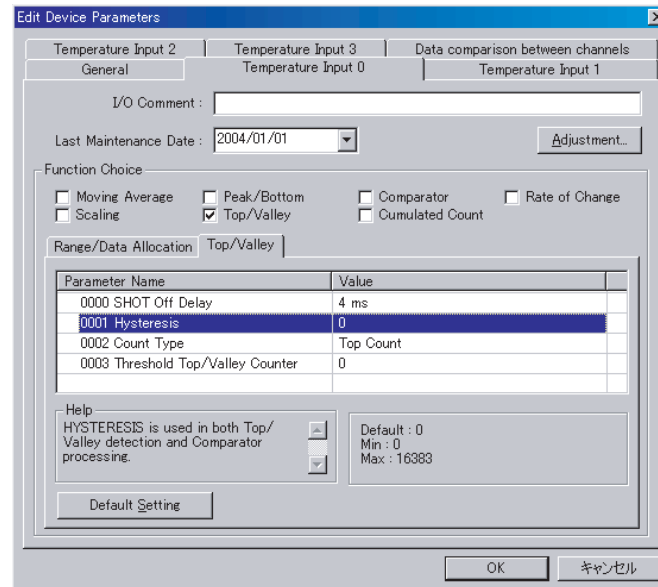 Edit Device Parameters
Temperature Input 2 Temperature Input 3 Data comparison between channels
General Temperature Input 0 Temperature Input 1
I/O Comment :
Last Maintenance Date : 2004/01/01 Adjustment...
Function Choice
Moving Average Peak/Bottom Comparator Rate of Change
Scaling Top/Valley Cumulated Count
Range/Data Allocation Top/Valley
Parameter Name Value
0000 SHOT Off Delay 4 ms
0001 Hysteresis 0
0002 Count Type Top Count
0003 Threshold Top/Valley Counter 0
Help
HYSTERESIS is used in both Top/
Valley detection and Comparator
processing.
Default : 0
Min : 0
Max : 16383
Default Setting
OK キャンセル